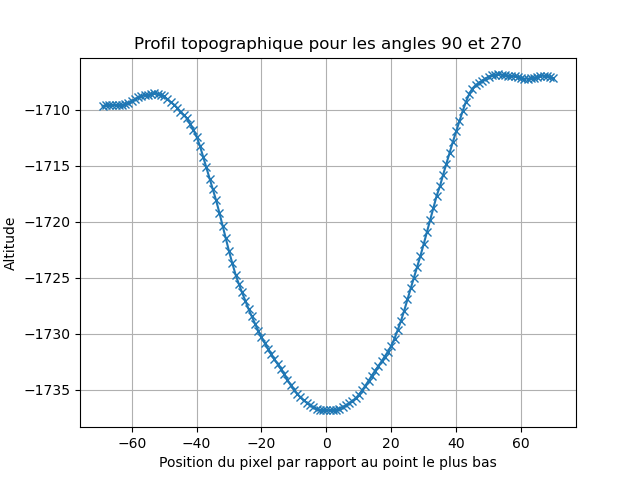 Profil topographique pour les angles 90 et 270
Altitude
−1710
−1715
−1720
−1725
−1730
−1735
−60 −40 −20 0 20 40 60
Position du pixel par rapport au point le plus bas